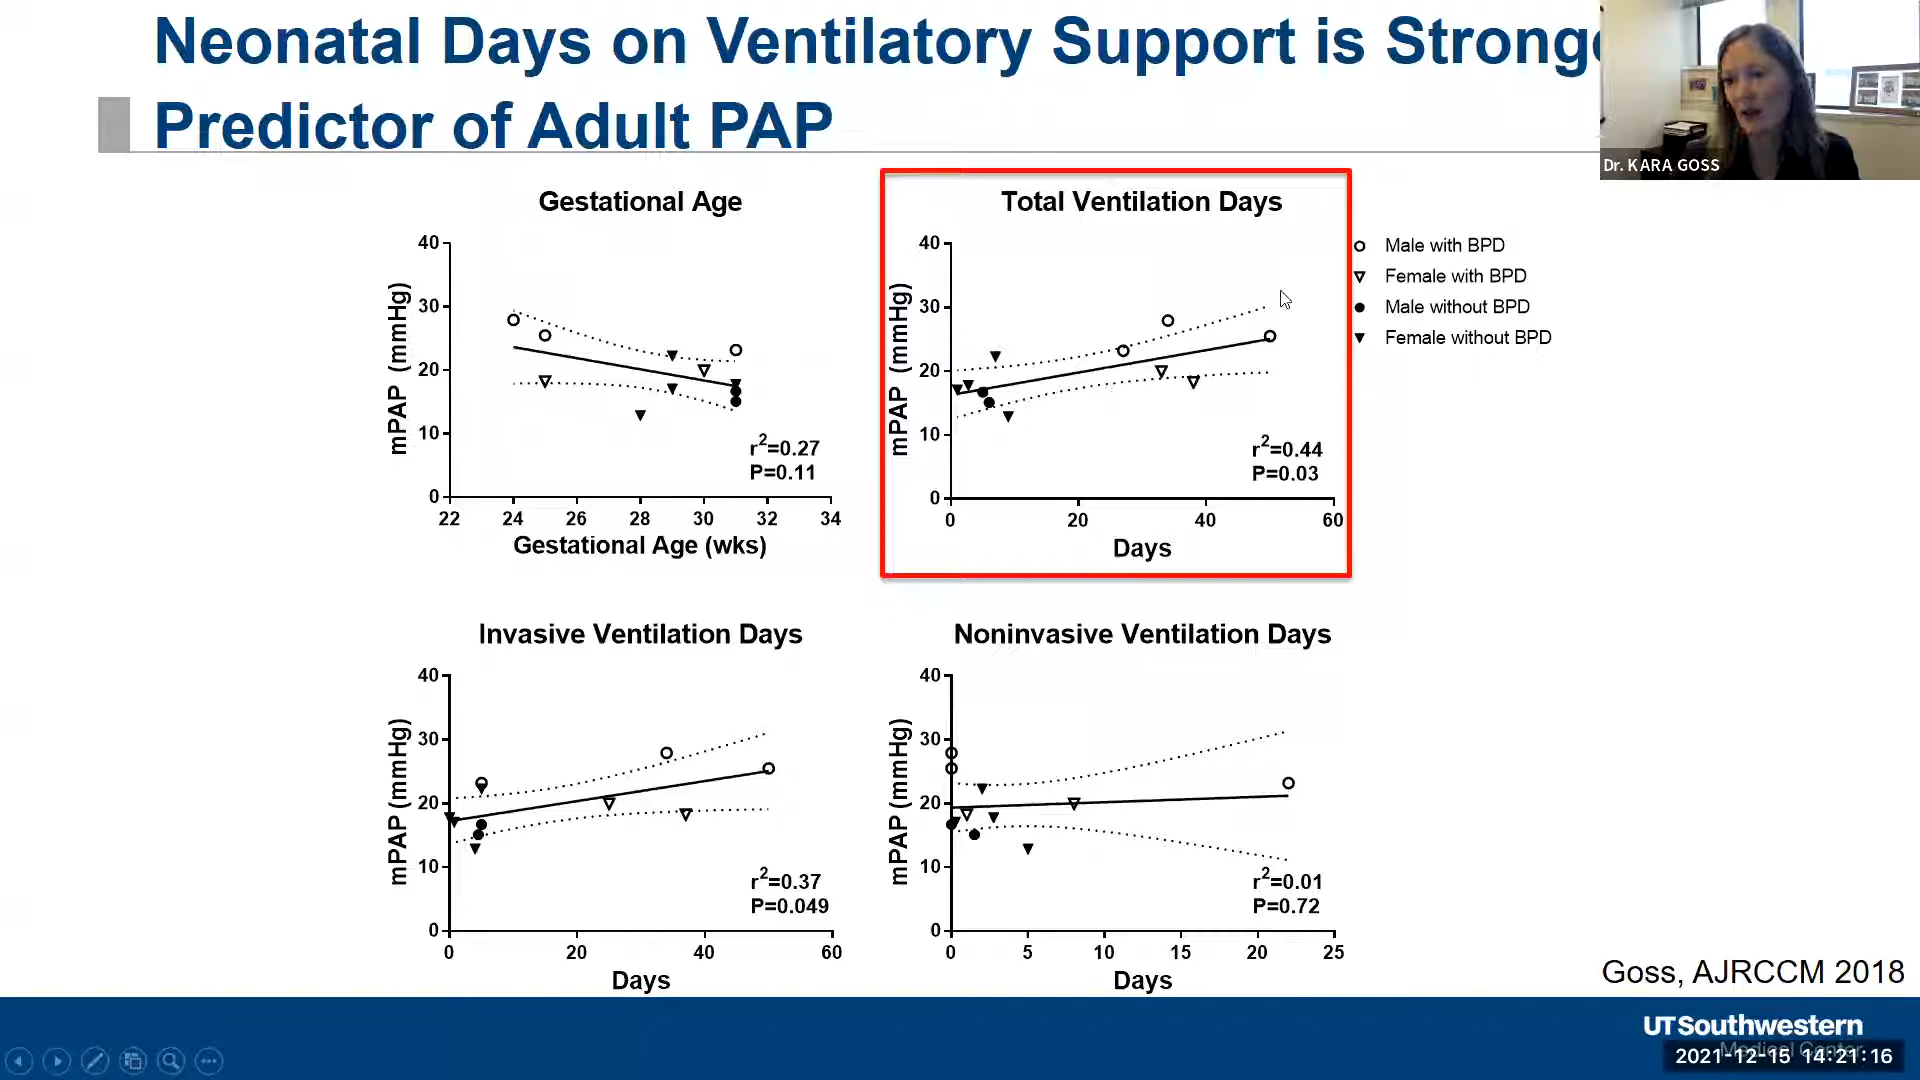 Neonatal Days on Ventilatory Support is
Predictor of Adult PAP
Dr. KARA GOSS
Gestational Age
40
30
20
10
0
mPAP (mmHg)
r2=0.27
P=0.11
22 24 26 28 30 32 34
Gestational Age (wks)
Total Ventilation Days
40
30
20
10
0
mPAP (mmHg)
r2=0.44
P=0.03
0 20 40 60
Days
Male with BPD
Female with BPD
Male without BPD
Female without BPD
Invasive Ventilation Days
40
30
20
10
0
mPAP (mmHg)
r2=0.37
P=0.049
0 20 40 60
Days
Noninvasive Ventilation Days
40
30
20
10
0
mPAP (mmHg)
r2=0.01
P=0.72
0 5 10 15 20 25
Days
Goss, AJRCCM 2018
UTSouthwestern
Medical Center
2021-12-15 14:21:16